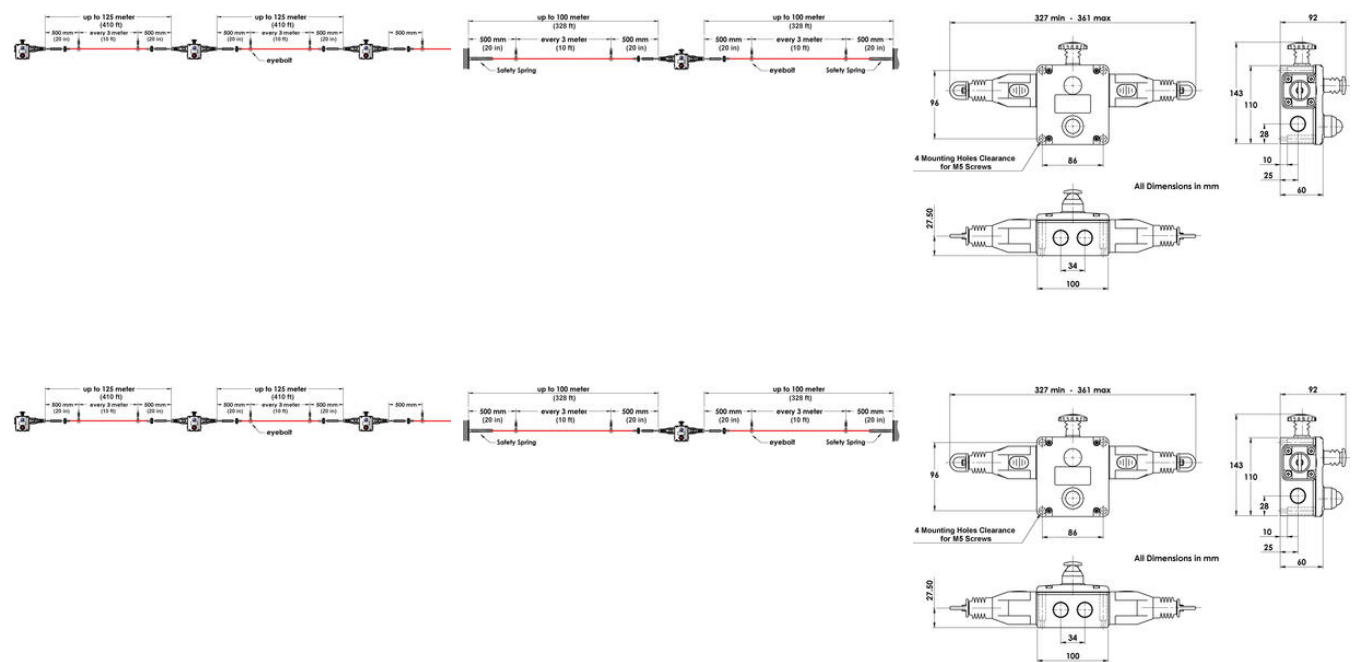 up to 125 meter
(410 ft)
up to 125 meter
(410 ft)
500 mm
(20 in)
every 3 meter
(10 ft)
500 mm
(20 in)
500 mm
(20 in)
every 3 meter
(10 ft)
500 mm
(20 in)
500 mm
eyebolt
up to 100 meter
(328 ft)
up to 100 meter
(328 ft)
500 mm
(20 in)
every 3 meter
(10 ft)
500 mm
(20 in)
500 mm
(20 in)
every 3 meter
(10 ft)
500 mm
(20 in)
Safety Spring
eyebolt
Safety Spring
327 min - 361 max
92
96
143
110
28
4 Mounting Holes Clearance
for M5 Screws
86
10
25
60
All Dimensions in mm
27.50
34
100
up to 125 meter
(410 ft)
up to 125 meter
(410 ft)
500 mm
(20 in)
every 3 meter
(10 ft)
500 mm
(20 in)
500 mm
(20 in)
every 3 meter
(10 ft)
500 mm
(20 in)
500 mm
eyebolt
up to 100 meter
(328 ft)
up to 100 meter
(328 ft)
500 mm
(20 in)
every 3 meter
(10 ft)
500 mm
(20 in)
500 mm
(20 in)
every 3 meter
(10 ft)
500 mm
(20 in)
Safety Spring
eyebolt
Safety Spring
327 min - 361 max
92
96
143
110
28
4 Mounting Holes Clearance
for M5 Screws
86
10
25
60
All Dimensions in mm
27.50
34
100